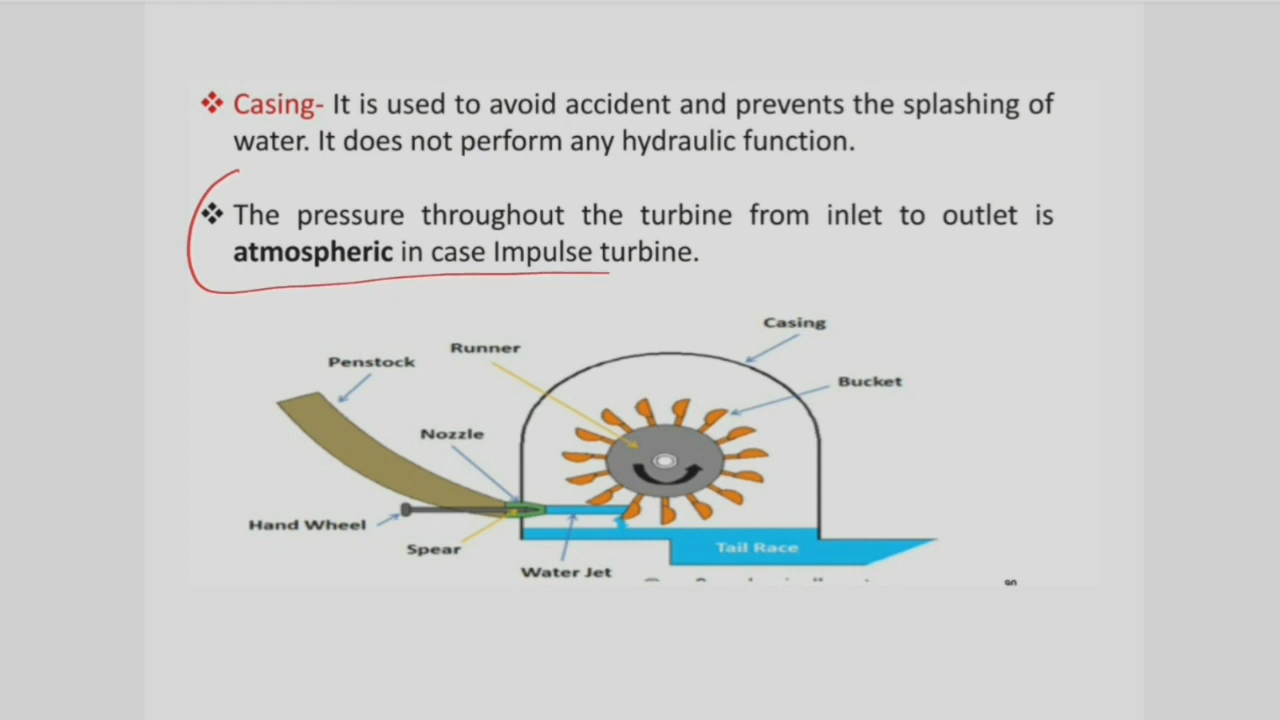 ❖ Casing- It is used to avoid accident and prevents the splashing of
water. It does not perform any hydraulic function.
❖ The pressure throughout the turbine from inlet to outlet is
atmospheric in case Impulse turbine.
Casing
Runner
Penstock
Bucket
Nozzle
Hand Wheel
Spear
Tail Race
Water Jet